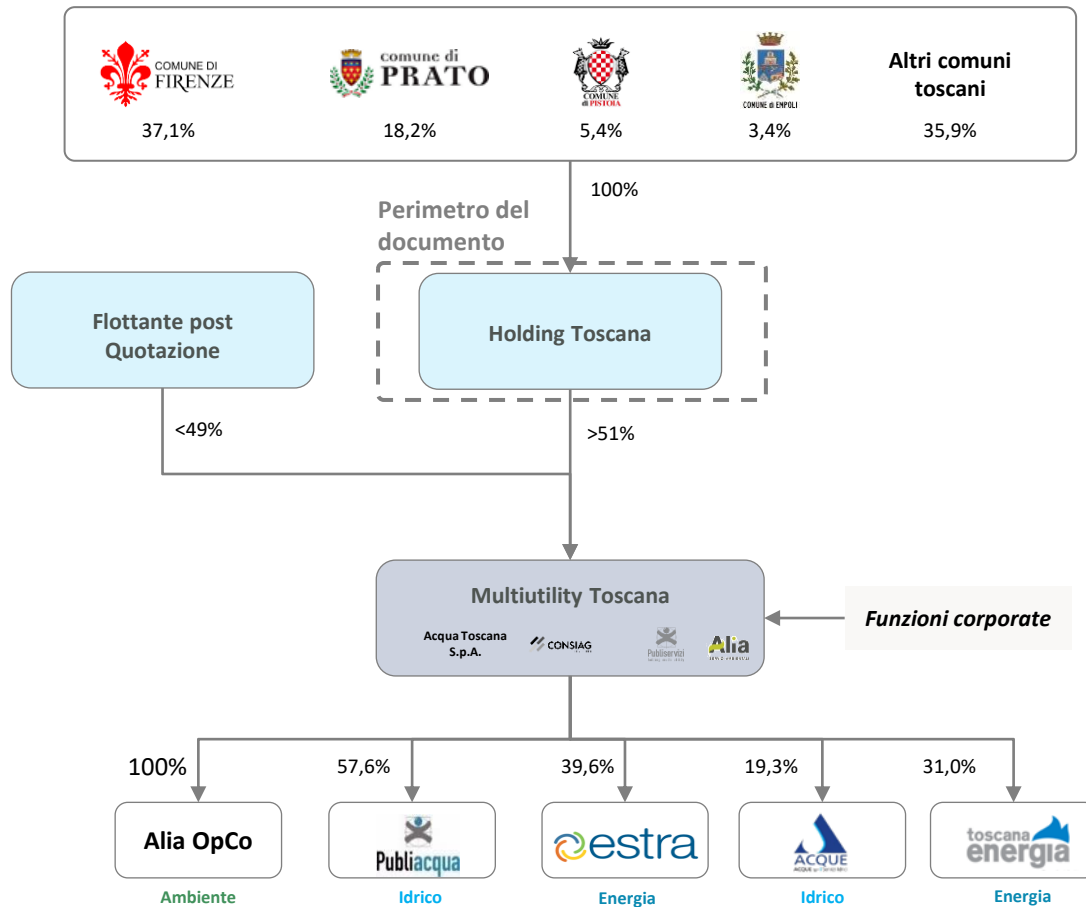 COMUNE DI
FIRENZE
comune di
PRATO
COMUNE
di PISTOIA
COMUNE di EMPOLI
Altri comuni
toscani
37,1%
18,2%
5,4%
3,4%
35,9%
100%
Perimetro del
documento
Flottante post
Quotazione
Holding Toscana
<49%
>51%
Multiutility Toscana
Acqua Toscana
S.p.A.
CONSIAG
Publiservizi
Alia
Funzioni corporate
100%
57,6%
39,6%
19,3%
31,0%
Alia OpCo
Publiacqua
estra
ACQUE
toscana
energia
Ambiente
Idrico
Energia
Idrico
Energia